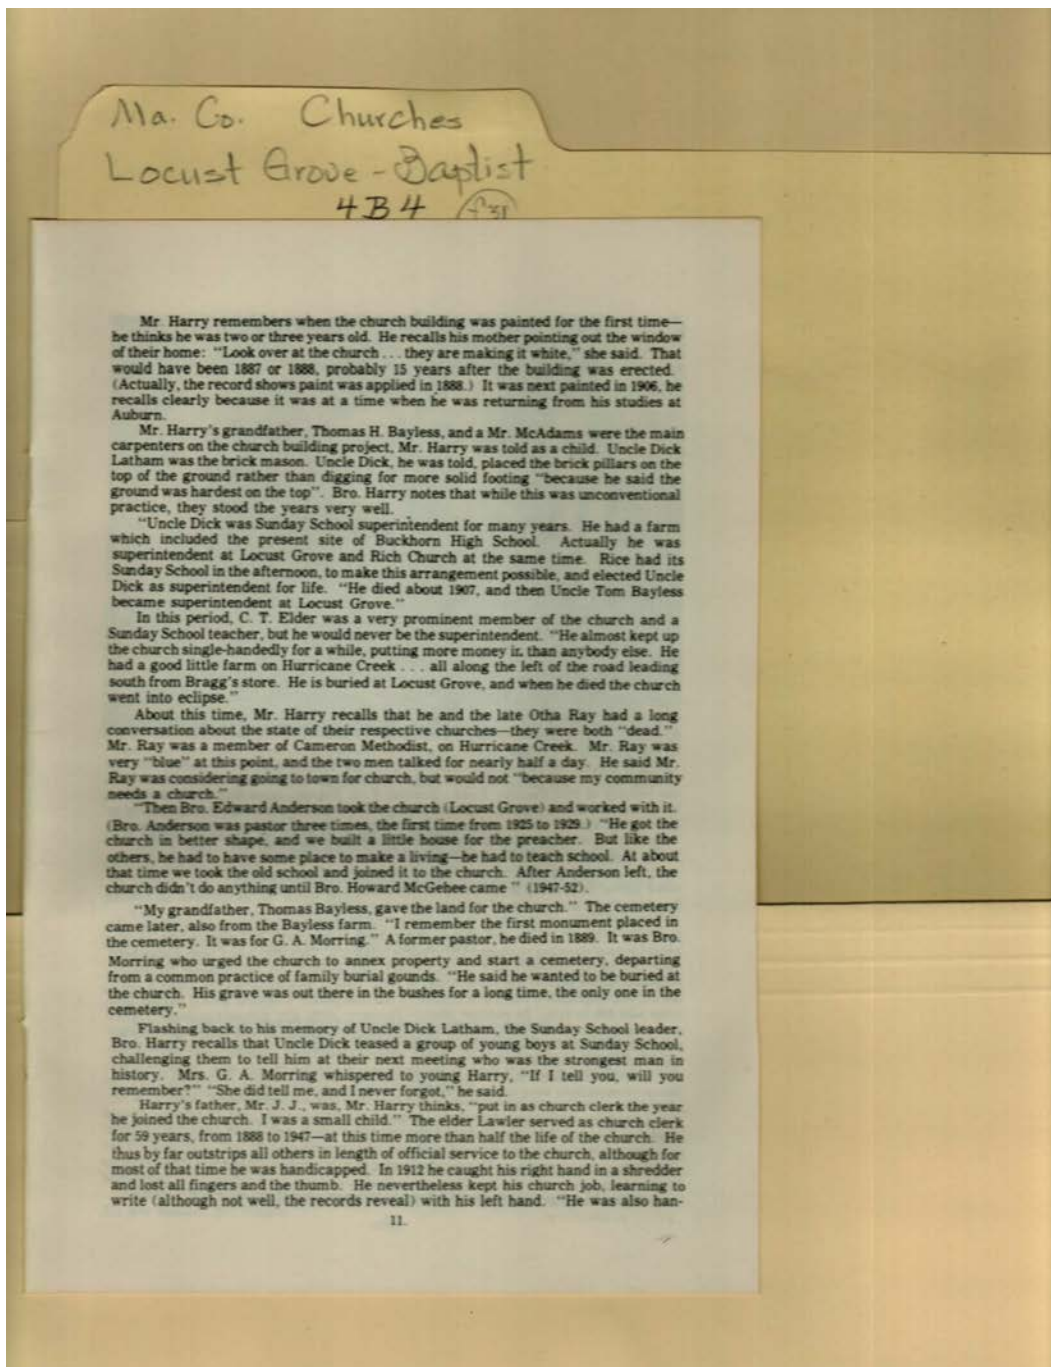 Ma. Co. Churches
Locust Grove - Baptist
4B4 f31
Mr. Harry remembers when the church building was painted for the first time—
he thinks he was two or three years old. He recalls his mother pointing out the window
of their home: "Look over at the church . . . they are making it white," she said. That
would have been 1887 or 1888, probably 15 years after the building was erected.
(Actually, the record shows paint was applied in 1888.) It was next painted in 1906, he
recalls clearly because it was at a time when he was returning from his studies at
Auburn.
Mr. Harry's grandfather, Thomas H. Bayless, and a Mr. McAdams were the main
carpenters on the church building project, Mr. Harry was told as a child. Uncle Dick
Latham was the brick mason. Uncle Dick, he was told, placed the brick pillars on the
top of the ground rather than digging for more solid footing "because he said the
ground was hardest on the top". Bro. Harry notes that while this was unconventional
practice, they stood the years very well.
"Uncle Dick was Sunday School superintendent for many years. He had a farm
which included the present site of Buckhorn High School. Actually he was
superintendent at Locust Grove and Rich Church at the same time. Rice had its
Sunday School in the afternoon, to make this arrangement possible, and elected Uncle
Dick as superintendent for life. "He died about 1907, and then Uncle Tom Bayless
became superintendent at Locust Grove."
In this period, C. T. Elder was a very prominent member of the church and a
Sunday School teacher, but he would never be the superintendent. "He almost kept up
the church single-handedly for a while, putting more money in than anybody else. He
had a good little farm on Hurricane Creek . . . all along the left of the road leading
south from Bragg's store. He is buried at Locust Grove, and when he died the church
went into eclipse."
About this time, Mr. Harry recalls that he and the late Otha Ray had a long
conversation about the state of their respective churches—they were both "dead."
Mr. Ray was a member of Cameron Methodist, on Hurricane Creek. Mr. Ray was
very "blue" at this point, and the two men talked for nearly half a day. He said Mr.
Ray was considering going to town for church, but would not "because my community
needs a church."
"Then Bro. Edward Anderson took the church (Locust Grove) and worked with it.
(Bro. Anderson was pastor three times, the first time from 1925 to 1929.) "He got the
church in better shape, and we built a little house for the preacher. But like the
others, he had to have some place to make a living—he had to teach school. At about
that time we took the old school and joined it to the church. After Anderson left, the
church didn't do anything until Bro. Howard McGehee came " (1947-52).
"My grandfather, Thomas Bayless, gave the land for the church." The cemetery
came later, also from the Bayless farm. "I remember the first monument placed in
the cemetery. It was for G. A. Morring." A former pastor, he died in 1889. It was Bro.
Morring who urged the church to annex property and start a cemetery, departing
from a common practice of family burial gounds. "He said he wanted to be buried at
the church. His grave was out there in the bushes for a long time, the only one in the
cemetery."
Flashing back to his memory of Uncle Dick Latham, the Sunday School leader,
Bro. Harry recalls that Uncle Dick teased a group of young boys at Sunday School,
challenging them to tell him at their next meeting who was the strongest man in
history. Mrs. G. A. Morring whispered to young Harry, "If I tell you, will you
remember?" "She did tell me, and I never forgot," he said.
Harry's father, Mr. J. J., was, Mr. Harry thinks, "put in as church clerk the year
he joined the church. I was a small child." The elder Lawler served as church clerk
for 59 years, from 1888 to 1947—at this time more than half the life of the church. He
thus by far outstrips all others in length of official service to the church, although for
most of that time he was handicapped. In 1912 he caught his right hand in a shredder
and lost all fingers and the thumb. He nevertheless kept his church job, learning to
write (although not well, the records reveal) with his left hand. "He was also han-
11.